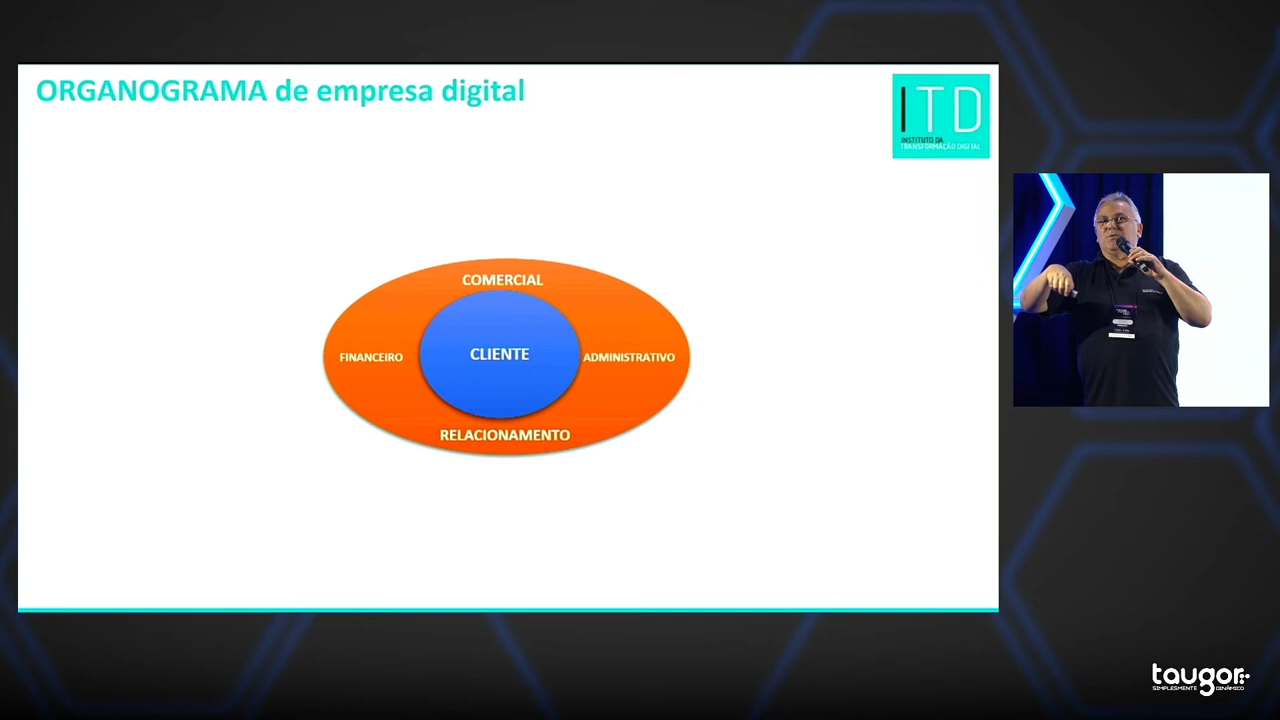 ORGANOGRAMA de empresa digital
ITD
INSTITUTO DA
TRANSFORMAÇÃO DIGITAL
COMERCIAL
FINANCEIRO
CLIENTE
ADMINISTRATIVO
RELACIONAMENTO
taugor
SIMPLESMENTE DINÂMICO